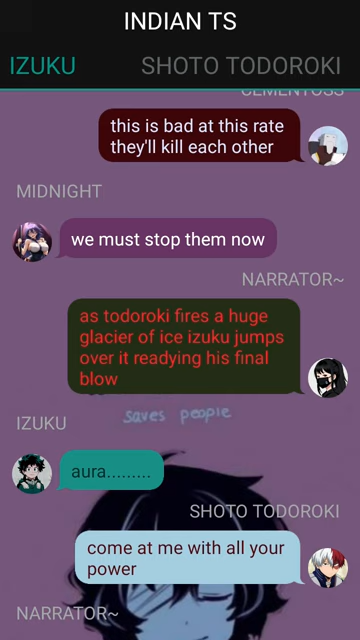 INDIAN TS
IZUKU SHOTO TODOROKI
CEMENTOSS
this is bad at this rate
they'll kill each other
MIDNIGHT
we must stop them now
NARRATOR~
as todoroki fires a huge
glacier of ice izuku jumps
over it readying his final
blow
saves people
IZUKU
aura.........
SHOTO TODOROKI
come at me with all your
power
NARRATOR~